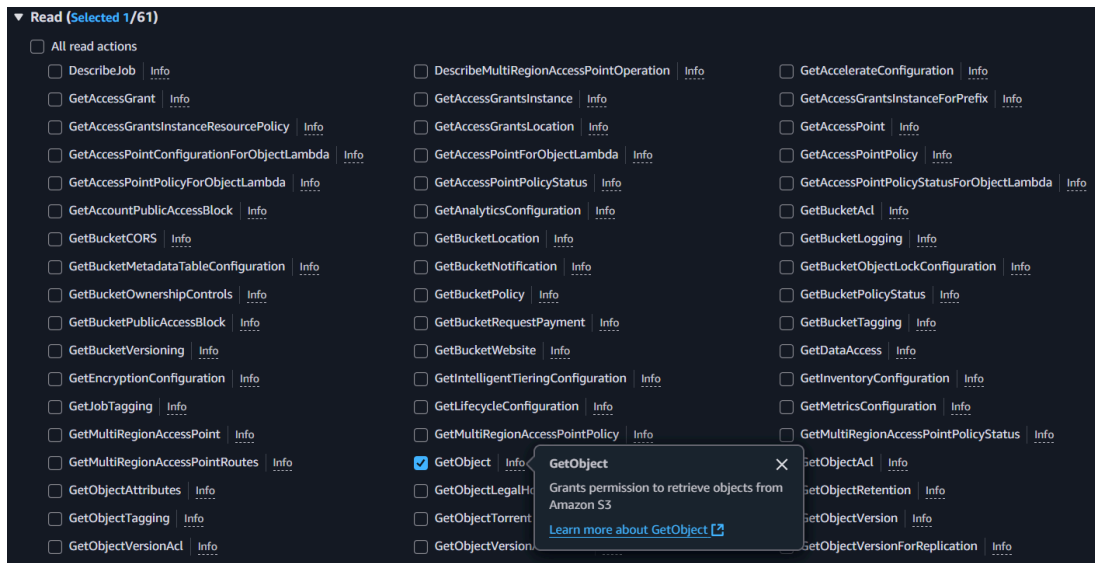 Read (Selected 1/61)
All read actions
DescribeJob Info DescribeMultiRegionAccessPointOperation Info GetAccelerateConfiguration Info
GetAccessGrant Info GetAccessGrantsInstance Info GetAccessGrantsInstanceForPrefix Info
GetAccessGrantsInstanceResourcePolicy Info GetAccessGrantsLocation Info GetAccessPoint Info
GetAccessPointConfigurationForObjectLambda Info GetAccessPointForObjectLambda Info GetAccessPointPolicy Info
GetAccessPointPolicyForObjectLambda Info GetAccessPointPolicyStatus Info GetAccessPointPolicyStatusForObjectLambda Info
GetAccountPublicAccessBlock Info GetAnalyticsConfiguration Info GetBucketAcl Info
GetBucketCORS Info GetBucketLocation Info GetBucketLogging Info
GetBucketMetadataTableConfiguration Info GetBucketNotification Info GetBucketObjectLockConfiguration Info
GetBucketOwnershipControls Info GetBucketPolicy Info GetBucketPolicyStatus Info
GetBucketPublicAccessBlock Info GetBucketRequestPayment Info GetBucketTagging Info
GetBucketVersioning Info GetBucketWebsite Info GetDataAccess Info
GetEncryptionConfiguration Info GetIntelligentTieringConfiguration Info GetInventoryConfiguration Info
GetJobTagging Info GetLifecycleConfiguration Info GetMetricsConfiguration Info
GetMultiRegionAccessPoint Info GetMultiRegionAccessPointPolicy Info GetMultiRegionAccessPointPolicyStatus Info
GetMultiRegionAccessPointRoutes Info GetObject Info GetObject GetObjectAcl Info
GetObjectAttributes Info Grants permission to retrieve objects from GetObjectRetention Info
Amazon S3
GetObjectTagging Info GetObjectTorrent GetObjectVersion Info
Learn more about GetObject
GetObjectVersionAcl Info GetObjectVersionForReplication Info